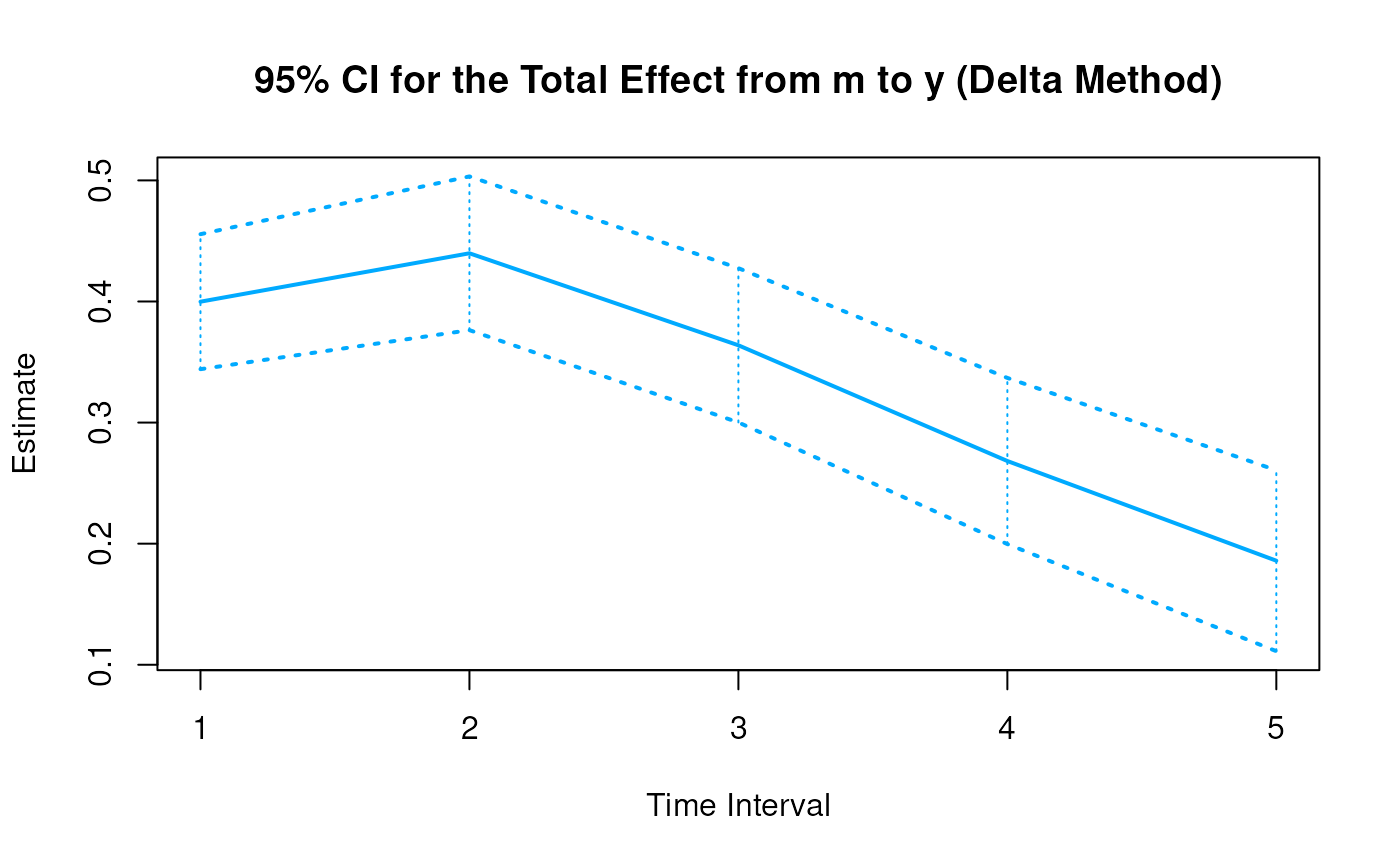 95% CI for the Total Effect from m to y (Delta Method)
Estimate
0.5
0.4
0.3
0.2
0.1
1 2 3 4 5
Time Interval